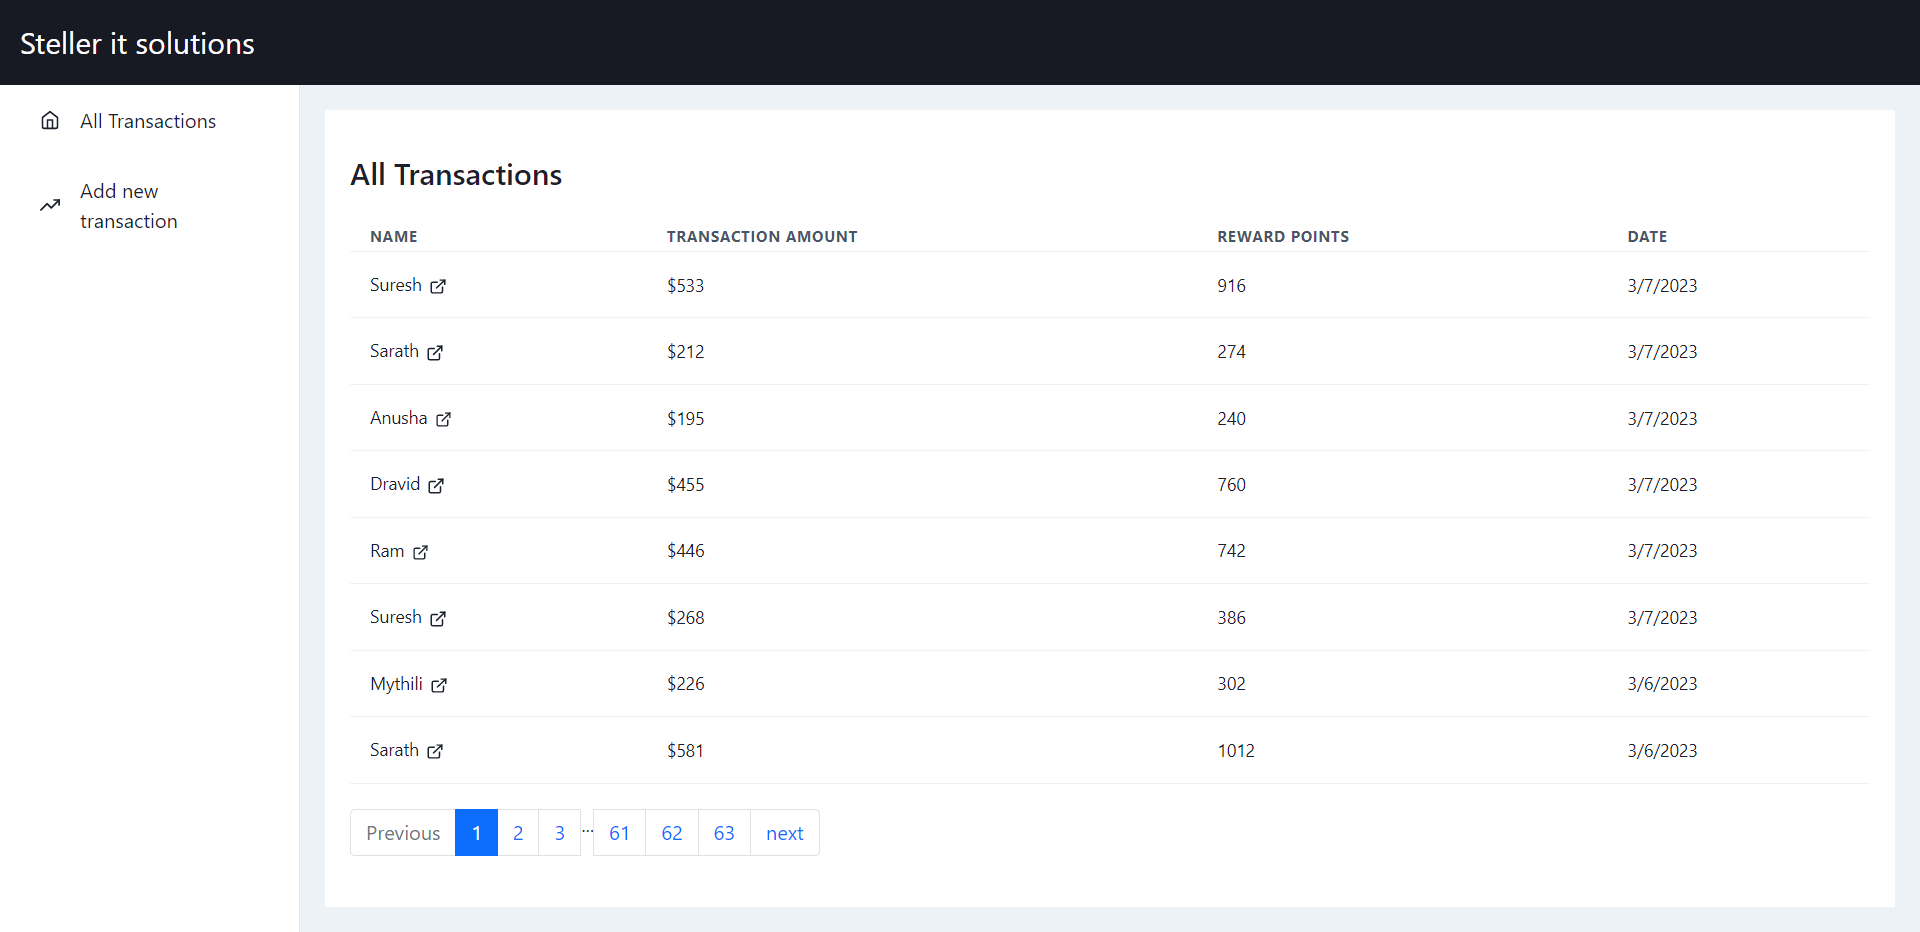 Steller it solutions
All Transactions
Add new
transaction
All Transactions
NAME TRANSACTION AMOUNT REWARD POINTS DATE
Suresh $533 916 3/7/2023
Sarath $212 274 3/7/2023
Anusha $195 240 3/7/2023
Dravid $455 760 3/7/2023
Ram $446 742 3/7/2023
Suresh $268 386 3/7/2023
Mythili $226 302 3/6/2023
Sarath $581 1012 3/6/2023
Previous 1 2 3 ... 61 62 63 next